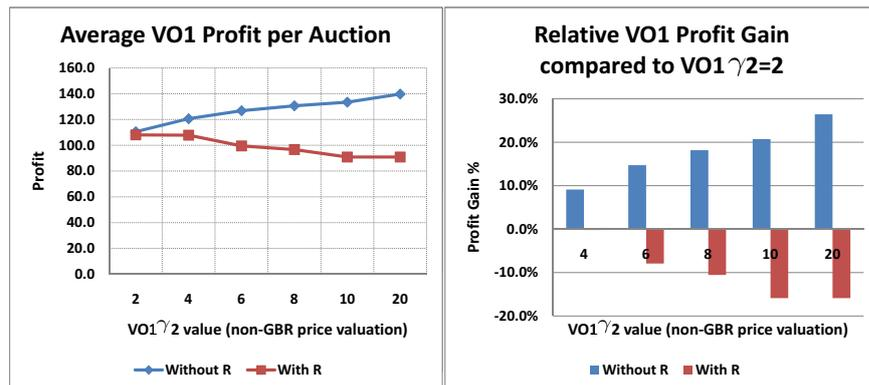 Average VO1 Profit per Auction
160.0
140.0
120.0
100.0
80.0
60.0
40.0
20.0
0.0
Profit
2 4 6 8 10 20
VO1γ2 value (non-GBR price valuation)
Without R With R
Relative VO1 Profit Gain
compared to VO1γ2=2
30.0%
20.0%
10.0%
0.0%
-10.0%
-20.0%
Profit Gain %
4 6 8 10 20
VO1γ2 value (non-GBR price valuation)
Without R With R